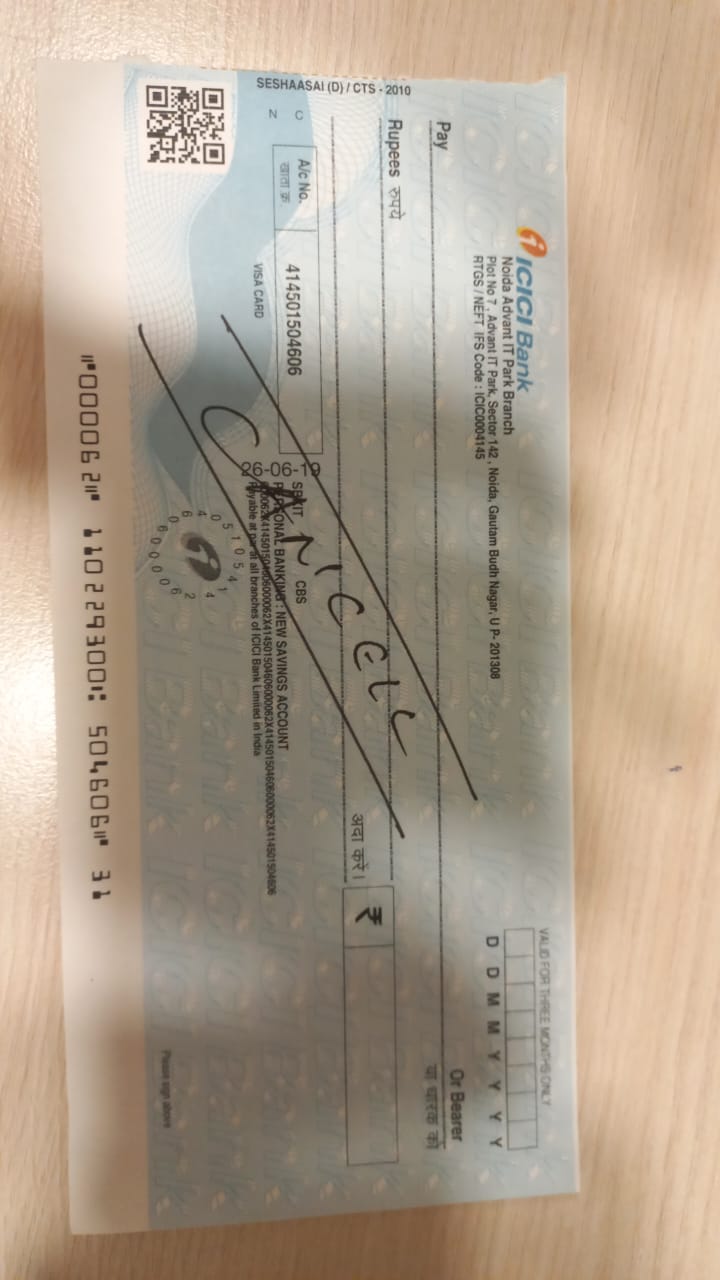 ICICI Bank
Noida Advant IT Park Branch
Plot No 7, Advant IT Park, Sector 142, Noida, Gautam Budh Nagar, U P- 201308
RTGS / NEFT IFS Code : ICIC0004145
VALID FOR THREE MONTHS ONLY
D D M M Y Y Y Y
Pay
Or Bearer
या धारक को
Rupees रुपये
अदा करें।
₹
SESHAASAI (D) / CTS - 2010
N C
A/c No.
खाता क्र.
414501504606
VISA CARD
26-06-19
CBS
PERSONAL BANKING : NEW SAVINGS ACCOUNT
Payable at par at all branches of ICICI Bank Limited in India
CANCELL
Please sign above
⑈000062⑈ 110229300⑆ 504606⑈ 31